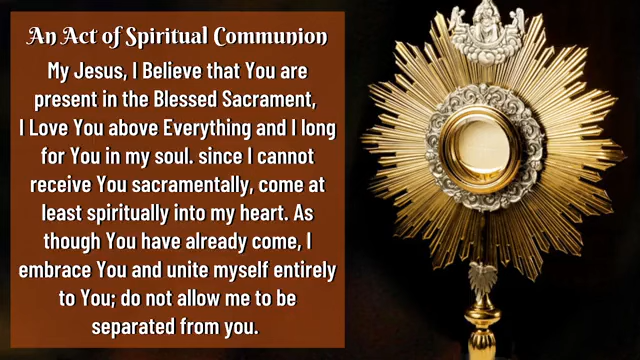 An Act of Spiritual Communion
My Jesus, I Believe that You are
present in the Blessed Sacrament,
I Love You above Everything and I long
for You in my soul. since I cannot
receive You sacramentally, come at
least spiritually into my heart. As
though You have already come, I
embrace You and unite myself entirely
to You; do not allow me to be
separated from you.